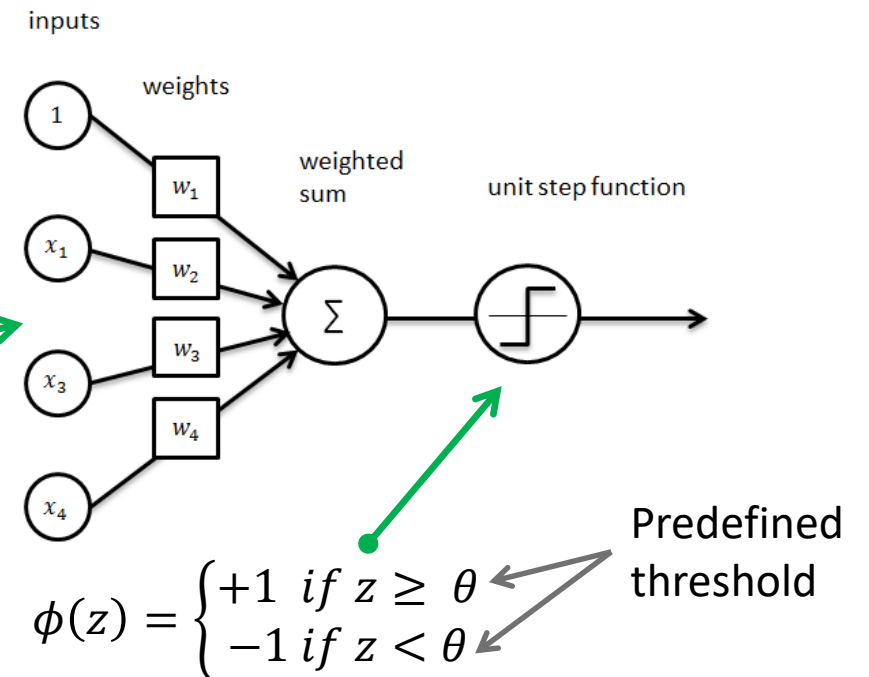 inputs
weights
1
weighted
sum
unit step function
w₁
x₁
w₂
Σ
w₃
x₃
w₄
x₄
Predefined
threshold
ϕ(z) = {+1 if z ≥ θ
−1 if z < θ